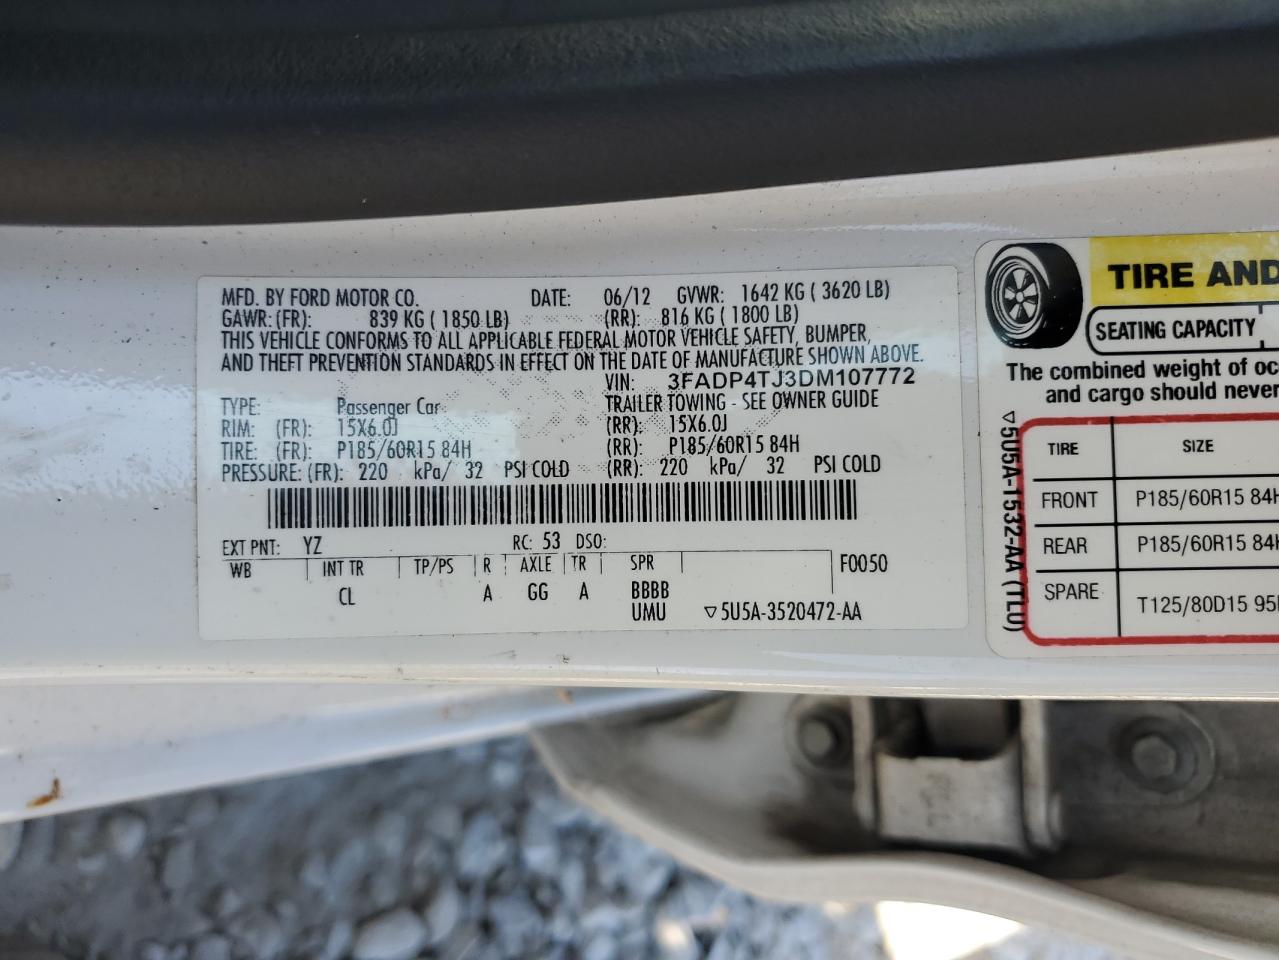 MFD. BY FORD MOTOR CO. DATE: 06/12 GVWR: 1642 KG ( 3620 LB)
GAWR:(FR): 839 KG ( 1850 LB) (RR): 816 KG ( 1800 LB)
THIS VEHICLE CONFORMS TO ALL APPLICABLE FEDERAL MOTOR VEHICLE SAFETY, BUMPER,
AND THEFT PREVENTION STANDARDS IN EFFECT ON THE DATE OF MANUFACTURE SHOWN ABOVE.
VIN: 3FADP4TJ3DM107772
TYPE: Passenger Car TRAILER TOWING - SEE OWNER GUIDE
RIM: (FR): 15X6.0J (RR): 15X6.0J
TIRE: (FR): P185/60R15 84H (RR): P185/60R15 84H
PRESSURE:(FR): 220 kPa/ 32 PSI COLD (RR): 220 kPa/ 32 PSI COLD
EXT PNT: YZ RC: 53 DSO:
WB INT TR TP/PS R AXLE TR SPR F0050
CL A GG A BBBB
UMU ▽5U5A-3520472-AA
TIRE AND
SEATING CAPACITY
The combined weight of
and cargo should never
▽5U5A-1532-AA (TLU)
TIRE SIZE
FRONT P185/60R15 84H
REAR P185/60R15 84H
SPARE T125/80D15 95